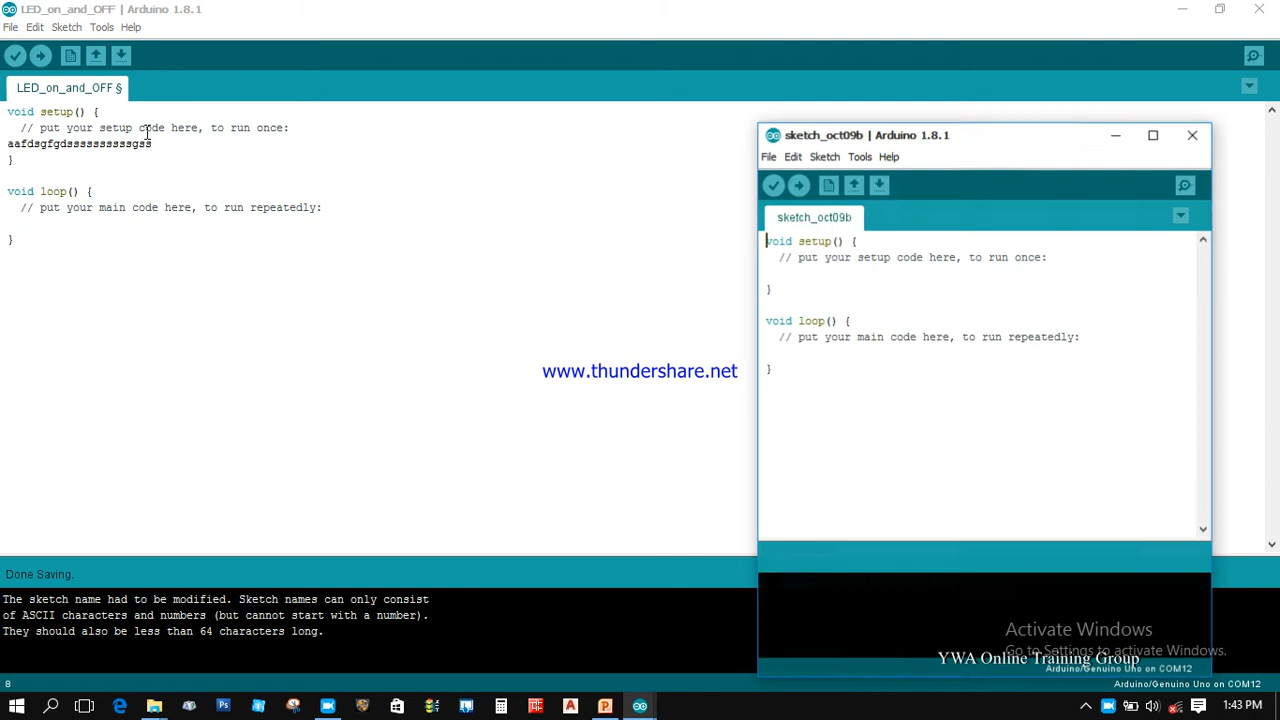 LED_on_and_OFF | Arduino 1.8.1
File Edit Sketch Tools Help
LED_on_and_OFF §
void setup() {
// put your setup code here, to run once:
aafdsgfgdssssssssssgss
}
void loop() {
// put your main code here, to run repeatedly:
}
sketch_oct09b | Arduino 1.8.1
File Edit Sketch Tools Help
sketch_oct09b
void setup() {
// put your setup code here, to run once:
}
void loop() {
// put your main code here, to run repeatedly:
}
www.thundershare.net
Done Saving.
The sketch name had to be modified. Sketch names can only consist
of ASCII characters and numbers (but cannot start with a number).
They should also be less than 64 characters long.
Activate Windows
Go to Settings to activate Windows.
YWA Online Training Group
Arduino/Genuino Uno on COM12
8
Arduino/Genuino Uno on COM12
1:43 PM